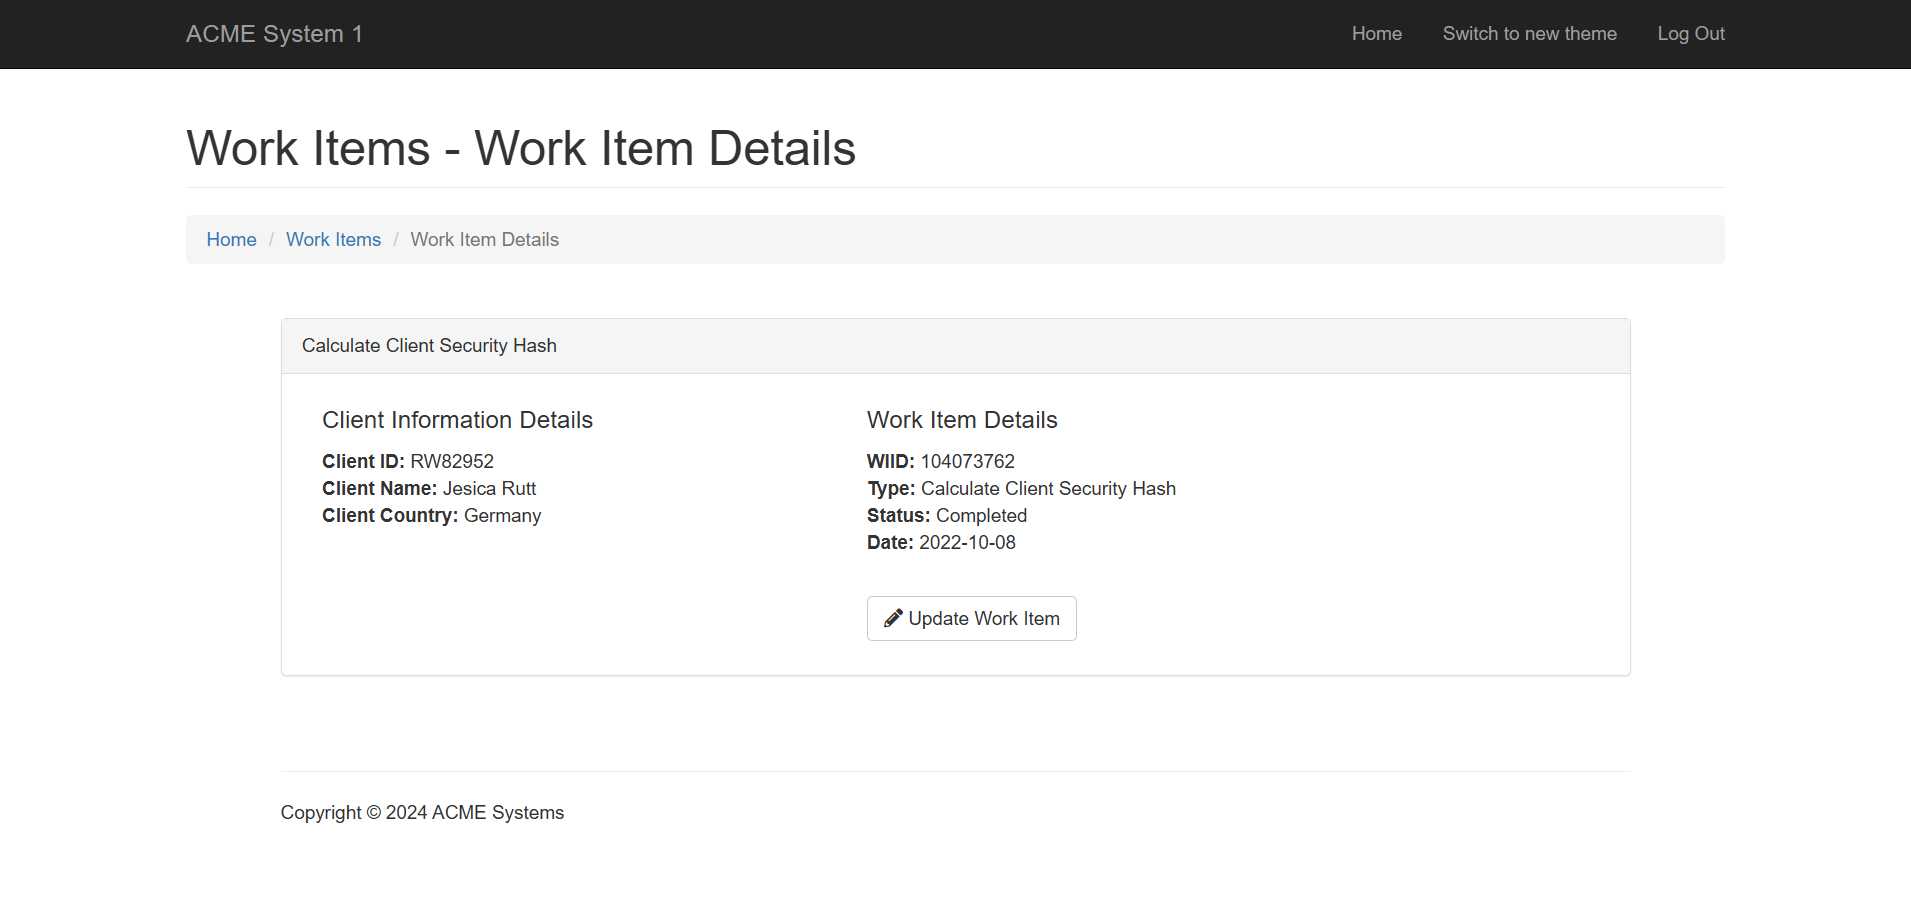 ACME System 1
Home
Switch to new theme
Log Out
Work Items - Work Item Details
Home / Work Items / Work Item Details
Calculate Client Security Hash
Client Information Details
Client ID: RW82952
Client Name: Jesica Rutt
Client Country: Germany
Work Item Details
WIID: 104073762
Type: Calculate Client Security Hash
Status: Completed
Date: 2022-10-08
Update Work Item
Copyright © 2024 ACME Systems